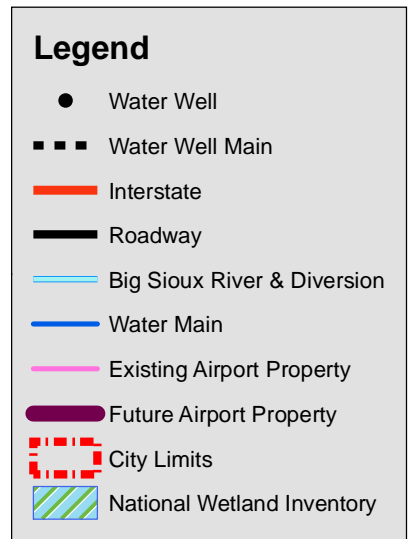 Legend
Water Well
Water Well Main
Interstate
Roadway
Big Sioux River & Diversion
Water Main
Existing Airport Property
Future Airport Property
City Limits
National Wetland Inventory